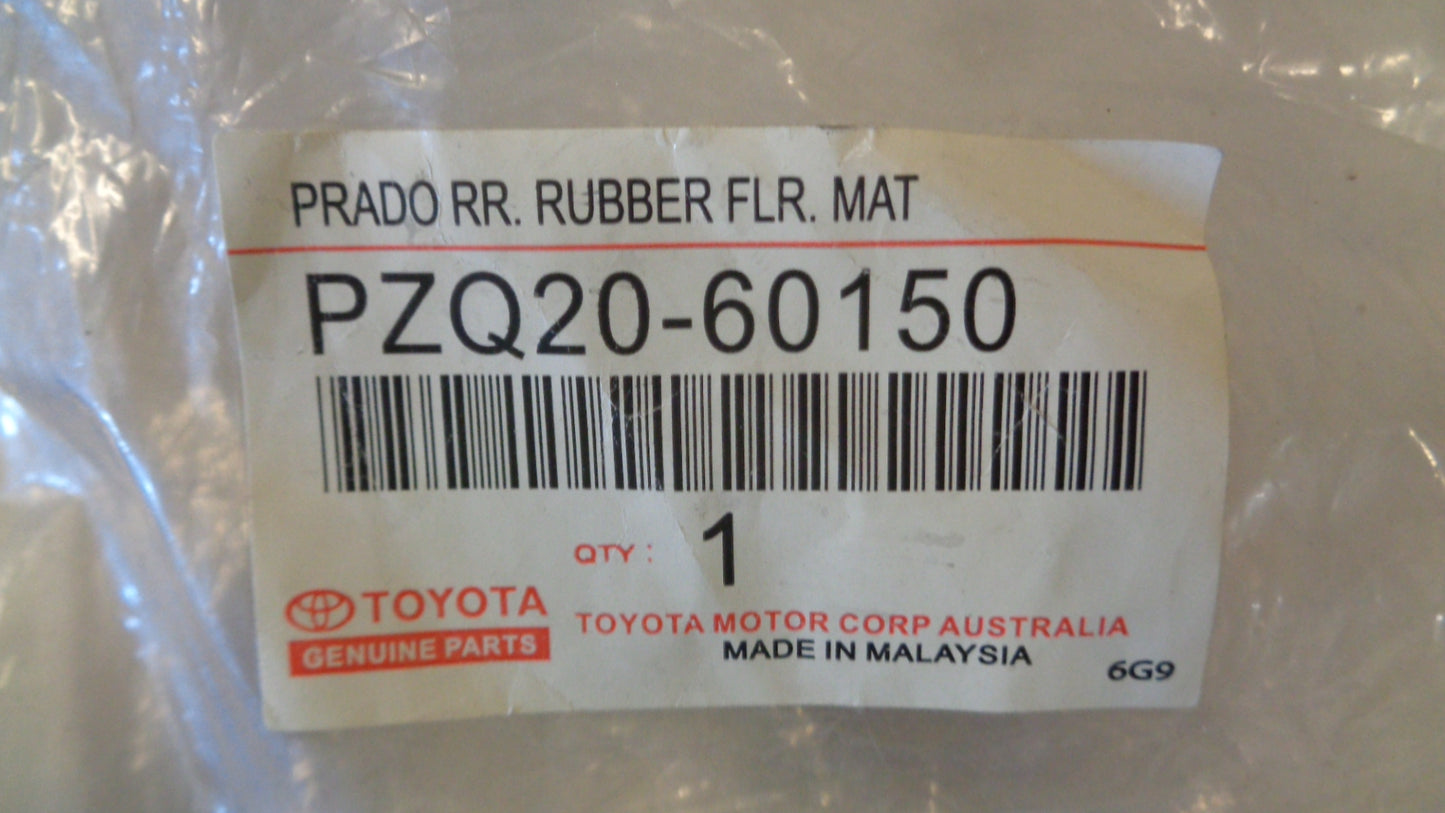 PRADO RR. RUBBER FLR. MAT
PZQ20-60150
QTY : 1
TOYOTA
GENUINE PARTS
TOYOTA MOTOR CORP AUSTRALIA
MADE IN MALAYSIA
6G9